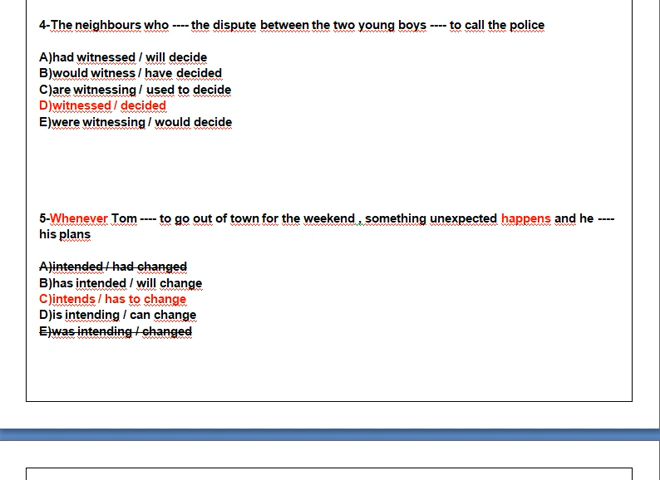 4-The neighbours who ---- the dispute between the two young boys ---- to call the police
A)had witnessed / will decide
B)would witness / have decided
C)are witnessing / used to decide
D)witnessed / decided
E)were witnessing / would decide
5-Whenever Tom ---- to go out of town for the weekend , something unexpected happens and he ----
his plans
A)intended / had changed
B)has intended / will change
C)intends / has to change
D)is intending / can change
E)was intending / changed